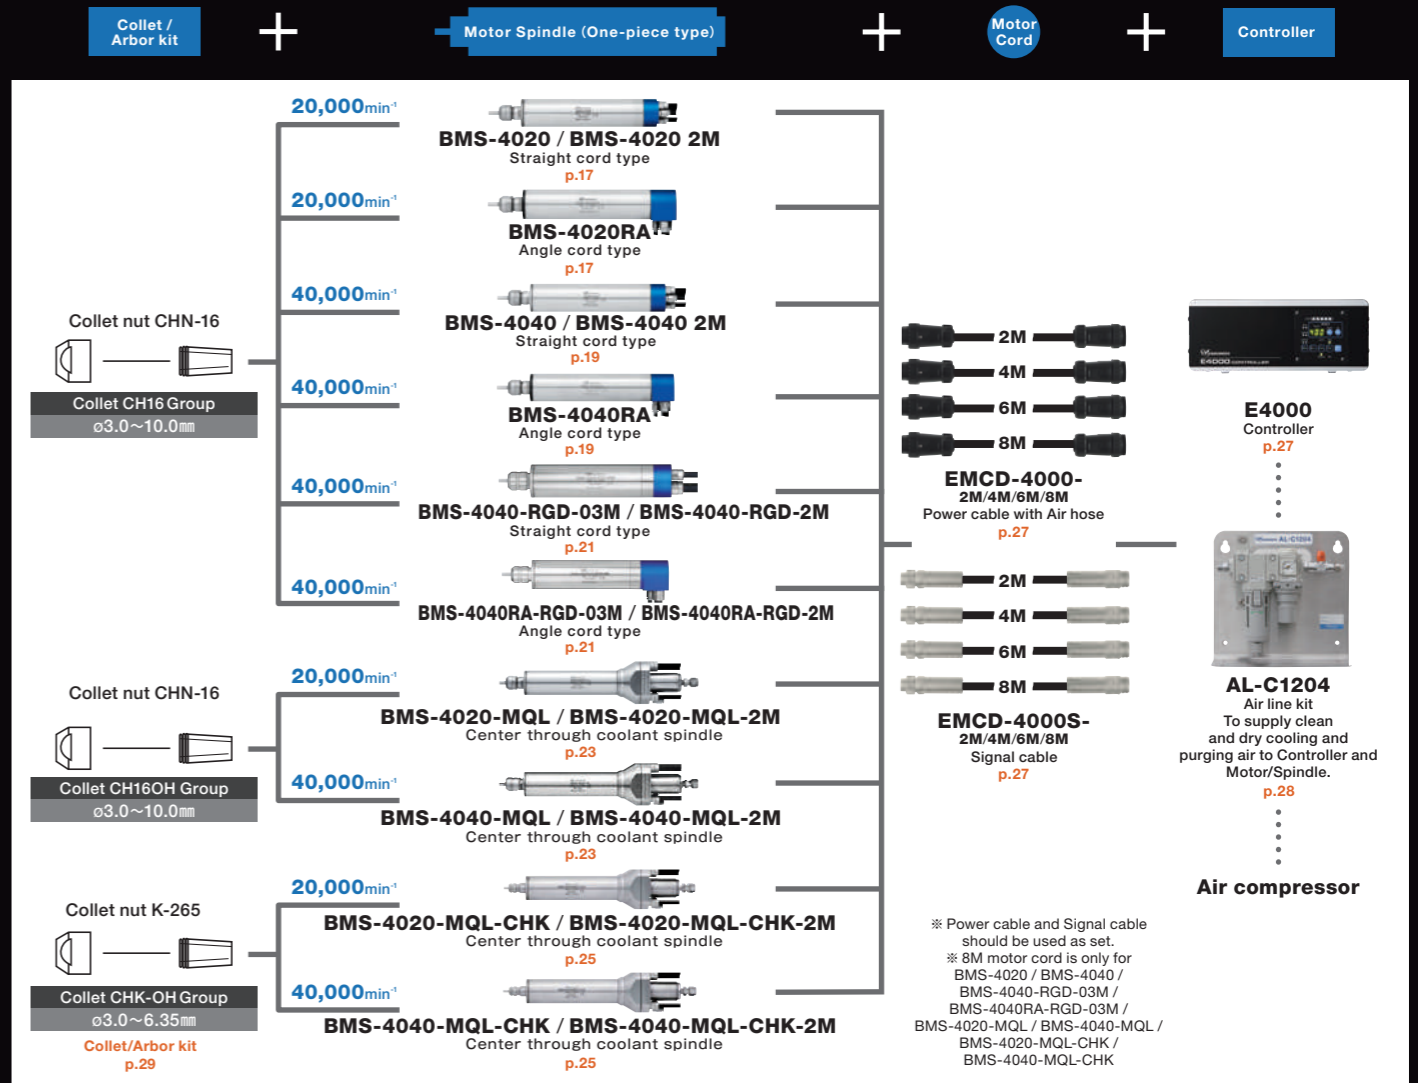 Collet /
Arbor kit
Motor Spindle (One-piece type)
Motor
Cord
Controller
Collet nut CHN-16
Collet CH16 Group
ø3.0～10.0㎜
20,000min⁻¹
BMS-4020 / BMS-4020 2M
Straight cord type
p.17
20,000min⁻¹
BMS-4020RA
Angle cord type
p.17
40,000min⁻¹
BMS-4040 / BMS-4040 2M
Straight cord type
p.19
40,000min⁻¹
BMS-4040RA
Angle cord type
p.19
40,000min⁻¹
BMS-4040-RGD-03M / BMS-4040-RGD-2M
Straight cord type
p.21
40,000min⁻¹
BMS-4040RA-RGD-03M / BMS-4040RA-RGD-2M
Angle cord type
p.21
Collet nut CHN-16
Collet CH16OH Group
ø3.0～10.0㎜
20,000min⁻¹
BMS-4020-MQL / BMS-4020-MQL-2M
Center through coolant spindle
p.23
40,000min⁻¹
BMS-4040-MQL / BMS-4040-MQL-2M
Center through coolant spindle
p.23
Collet nut K-265
Collet CHK-OH Group
ø3.0～6.35㎜
Collet/Arbor kit
p.29
20,000min⁻¹
BMS-4020-MQL-CHK / BMS-4020-MQL-CHK-2M
Center through coolant spindle
p.25
40,000min⁻¹
BMS-4040-MQL-CHK / BMS-4040-MQL-CHK-2M
Center through coolant spindle
p.25
2M
4M
6M
8M
EMCD-4000-
2M/4M/6M/8M
Power cable with Air hose
p.27
2M
4M
6M
8M
EMCD-4000S-
2M/4M/6M/8M
Signal cable
p.27
※ Power cable and Signal cable
should be used as set.
※ 8M motor cord is only for
BMS-4020 / BMS-4040 /
BMS-4040-RGD-03M /
BMS-4040RA-RGD-03M /
BMS-4020-MQL / BMS-4040-MQL /
BMS-4020-MQL-CHK /
BMS-4040-MQL-CHK
E4000 CONTROLLER
E4000
Controller
p.27
AL-C1204
AL-C1204
Air line kit
To supply clean
and dry cooling and
purging air to Controller and
Motor/Spindle.
p.28
Air compressor